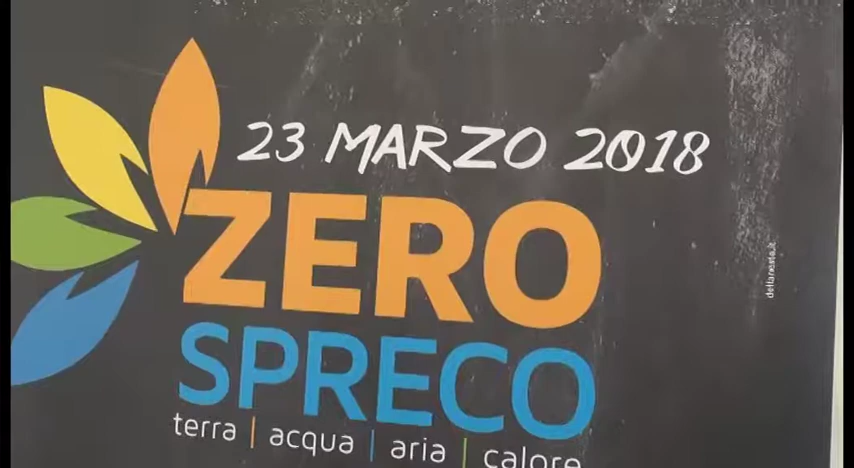 23 MARZO 2018
ZERO
SPRECO
terra | acqua | aria | calore